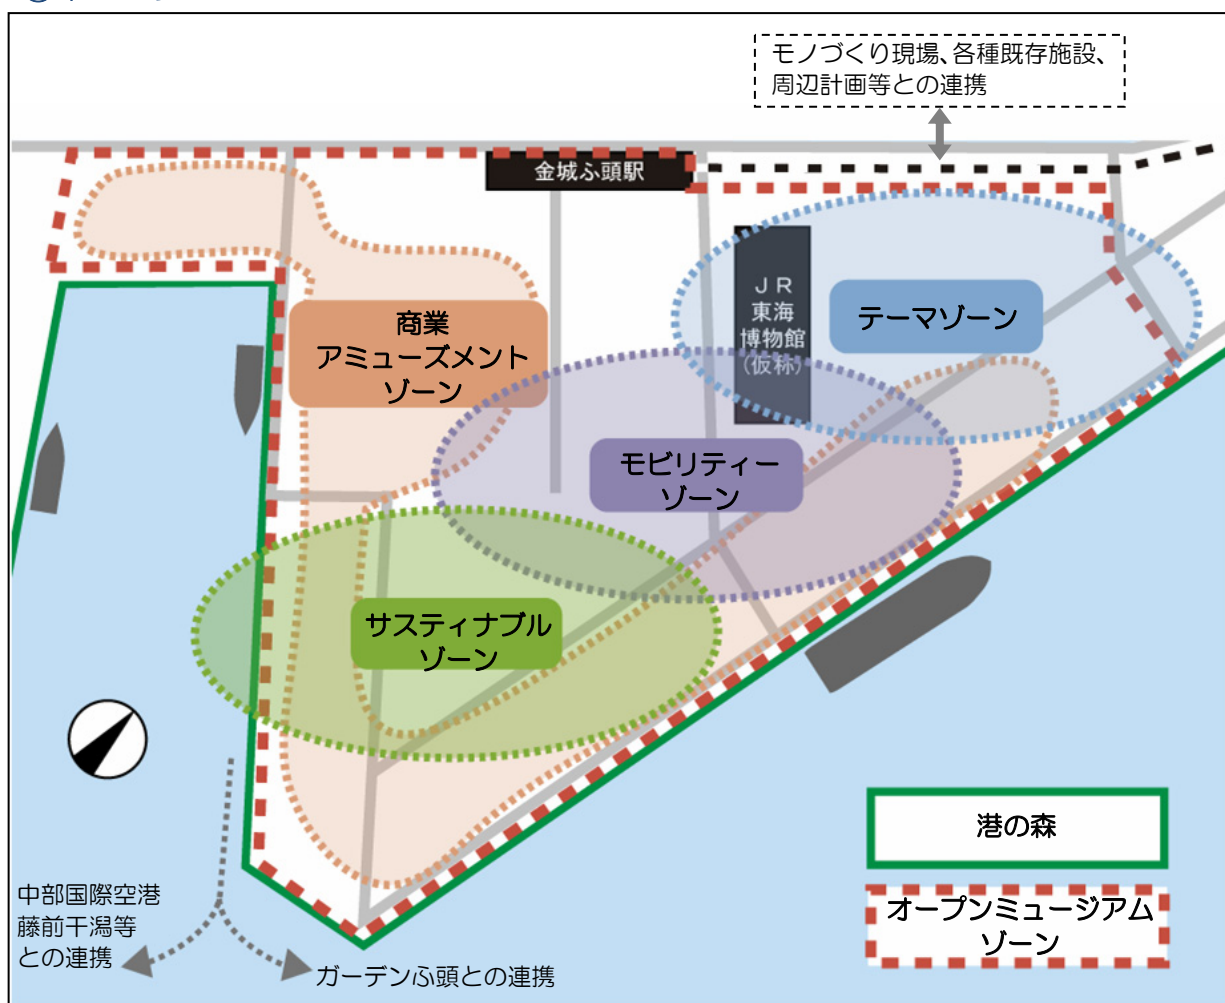 モノづくり現場、各種既存施設、
周辺計画等との連携
金城ふ頭駅
JR
東海
博物館
(仮称)
テーマゾーン
商業
アミューズメント
ゾーン
モビリティー
ゾーン
サスティナブル
ゾーン
港の森
オープンミュージアム
ゾーン
中部国際空港
藤前干潟等
との連携
ガーデンふ頭との連携